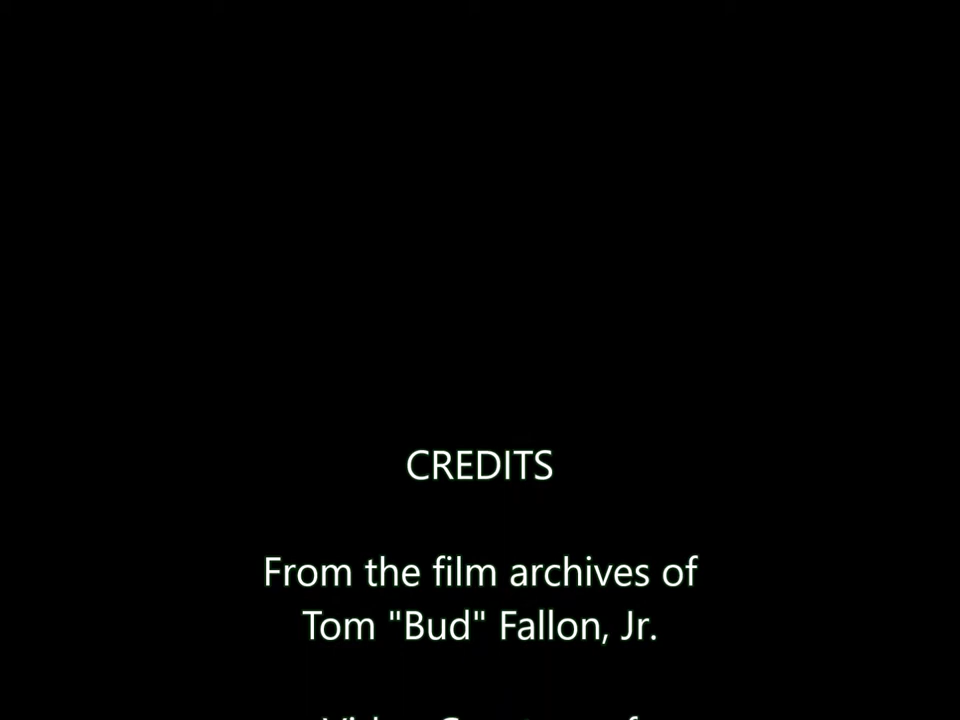 CREDITS
From the film archives of
Tom "Bud" Fallon, Jr.